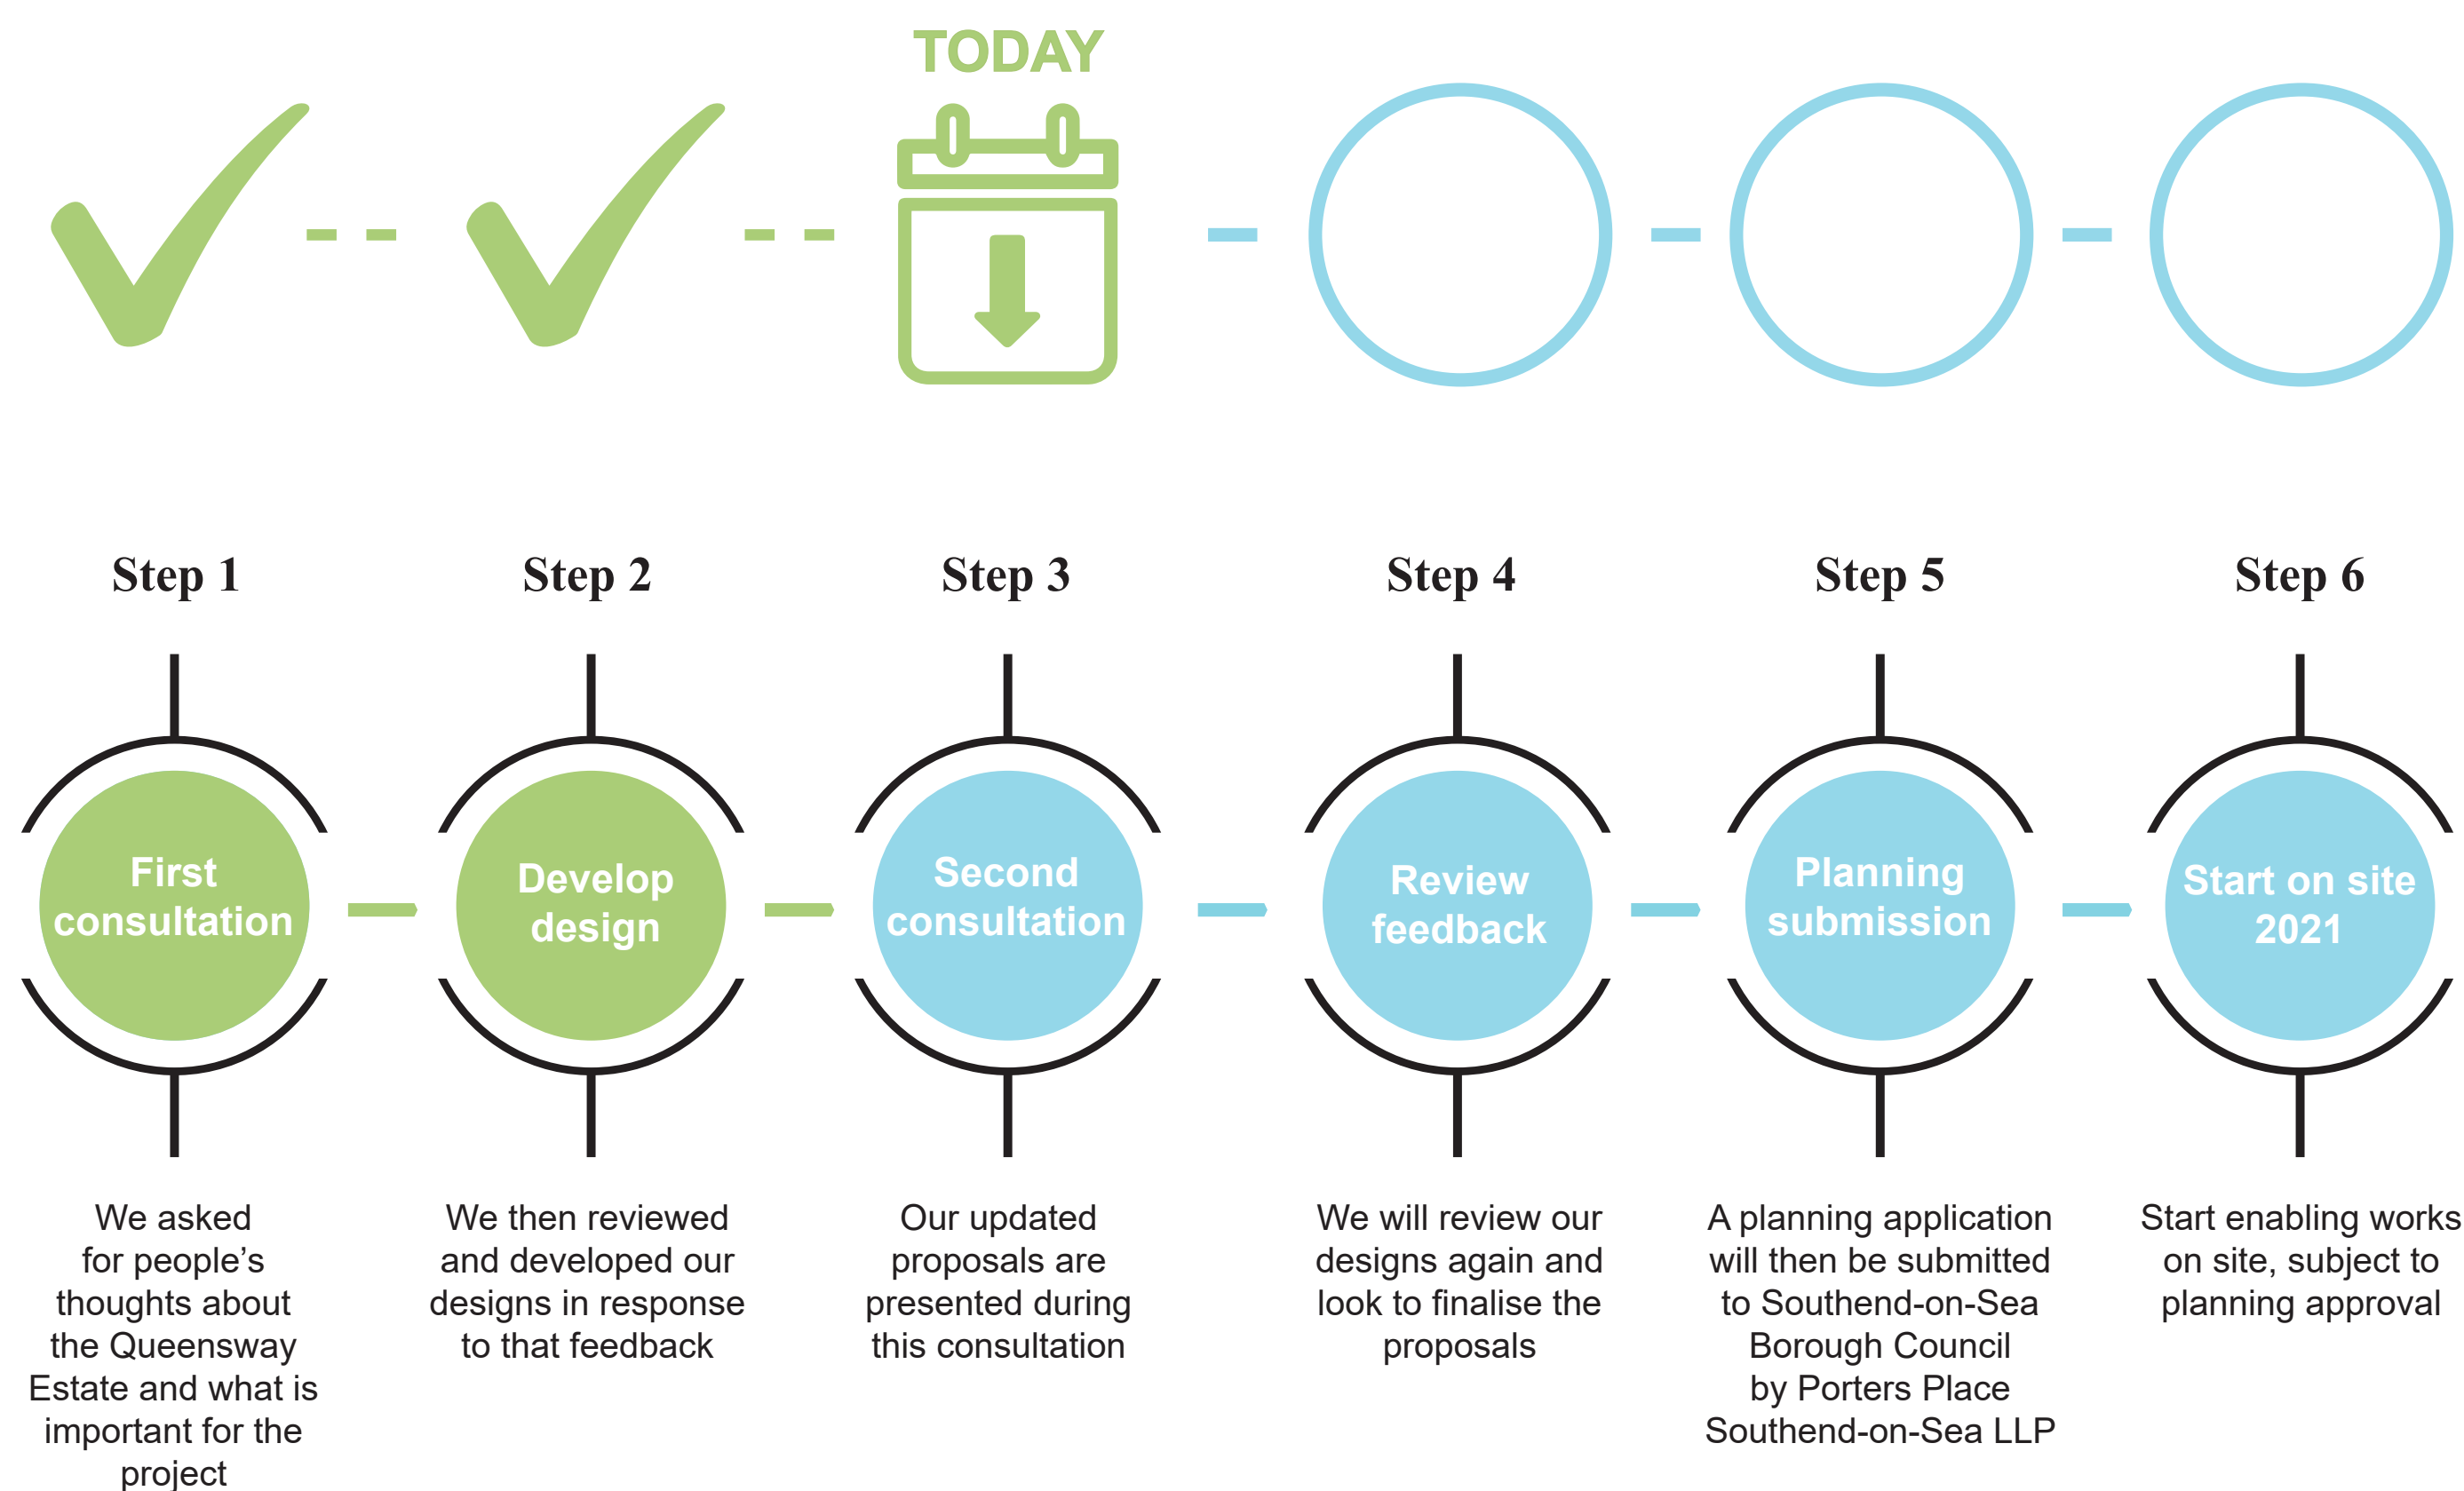 TODAY
Step 1
Step 2
Step 3
Step 4
Step 5
Step 6
First
consultation
Develop
design
Second
consultation
Review
feedback
Planning
submission
Start on site
2021
We asked
for people’s
thoughts about
the Queensway
Estate and what is
important for the
project
We then reviewed
and developed our
designs in response
to that feedback
Our updated
proposals are
presented during
this consultation
We will review our
designs again and
look to finalise the
proposals
A planning application
will then be submitted
to Southend-on-Sea
Borough Council
by Porters Place
Southend-on-Sea LLP
Start enabling works
on site, subject to
planning approval